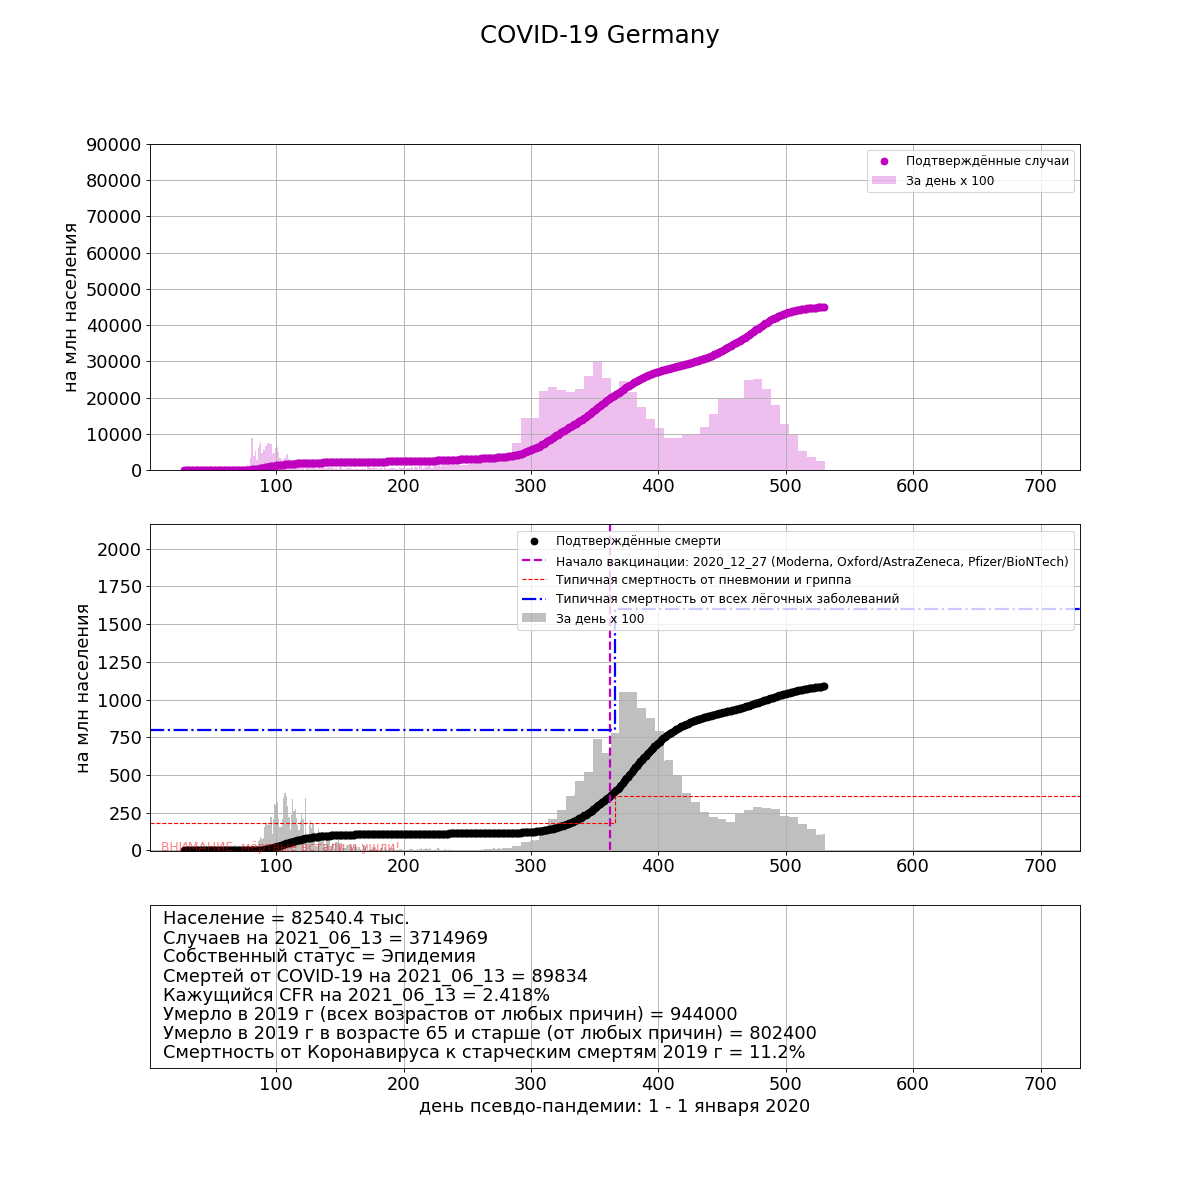 COVID-19 Germany
на млн населения
90000
80000
70000
60000
50000
40000
30000
20000
10000
0
Подтверждённые случаи
За день x 100
100 200 300 400 500 600 700
на млн населения
2000
1750
1500
1250
1000
750
500
250
0
Подтверждённые смерти
Начало вакцинации: 2020_12_27 (Moderna, Oxford/AstraZeneca, Pfizer/BioNTech)
Типичная смертность от пневмонии и гриппа
Типичная смертность от всех лёгочных заболеваний
За день x 100
ВНИМАНИЕ: встали и ушли!
100 200 300 400 500 600 700
Население = 82540.4 тыс.
Случаев на 2021_06_13 = 3714969
Собственный статус = Эпидемия
Смертей от COVID-19 на 2021_06_13 = 89834
Кажущийся CFR на 2021_06_13 = 2.418%
Умерло в 2019 г (всех возрастов от любых причин) = 944000
Умерло в 2019 г в возрасте 65 и старше (от любых причин) = 802400
Смертность от Коронавируса к старческим смертям 2019 г = 11.2%
100 200 300 400 500 600 700
день псевдо-пандемии: 1 - 1 января 2020